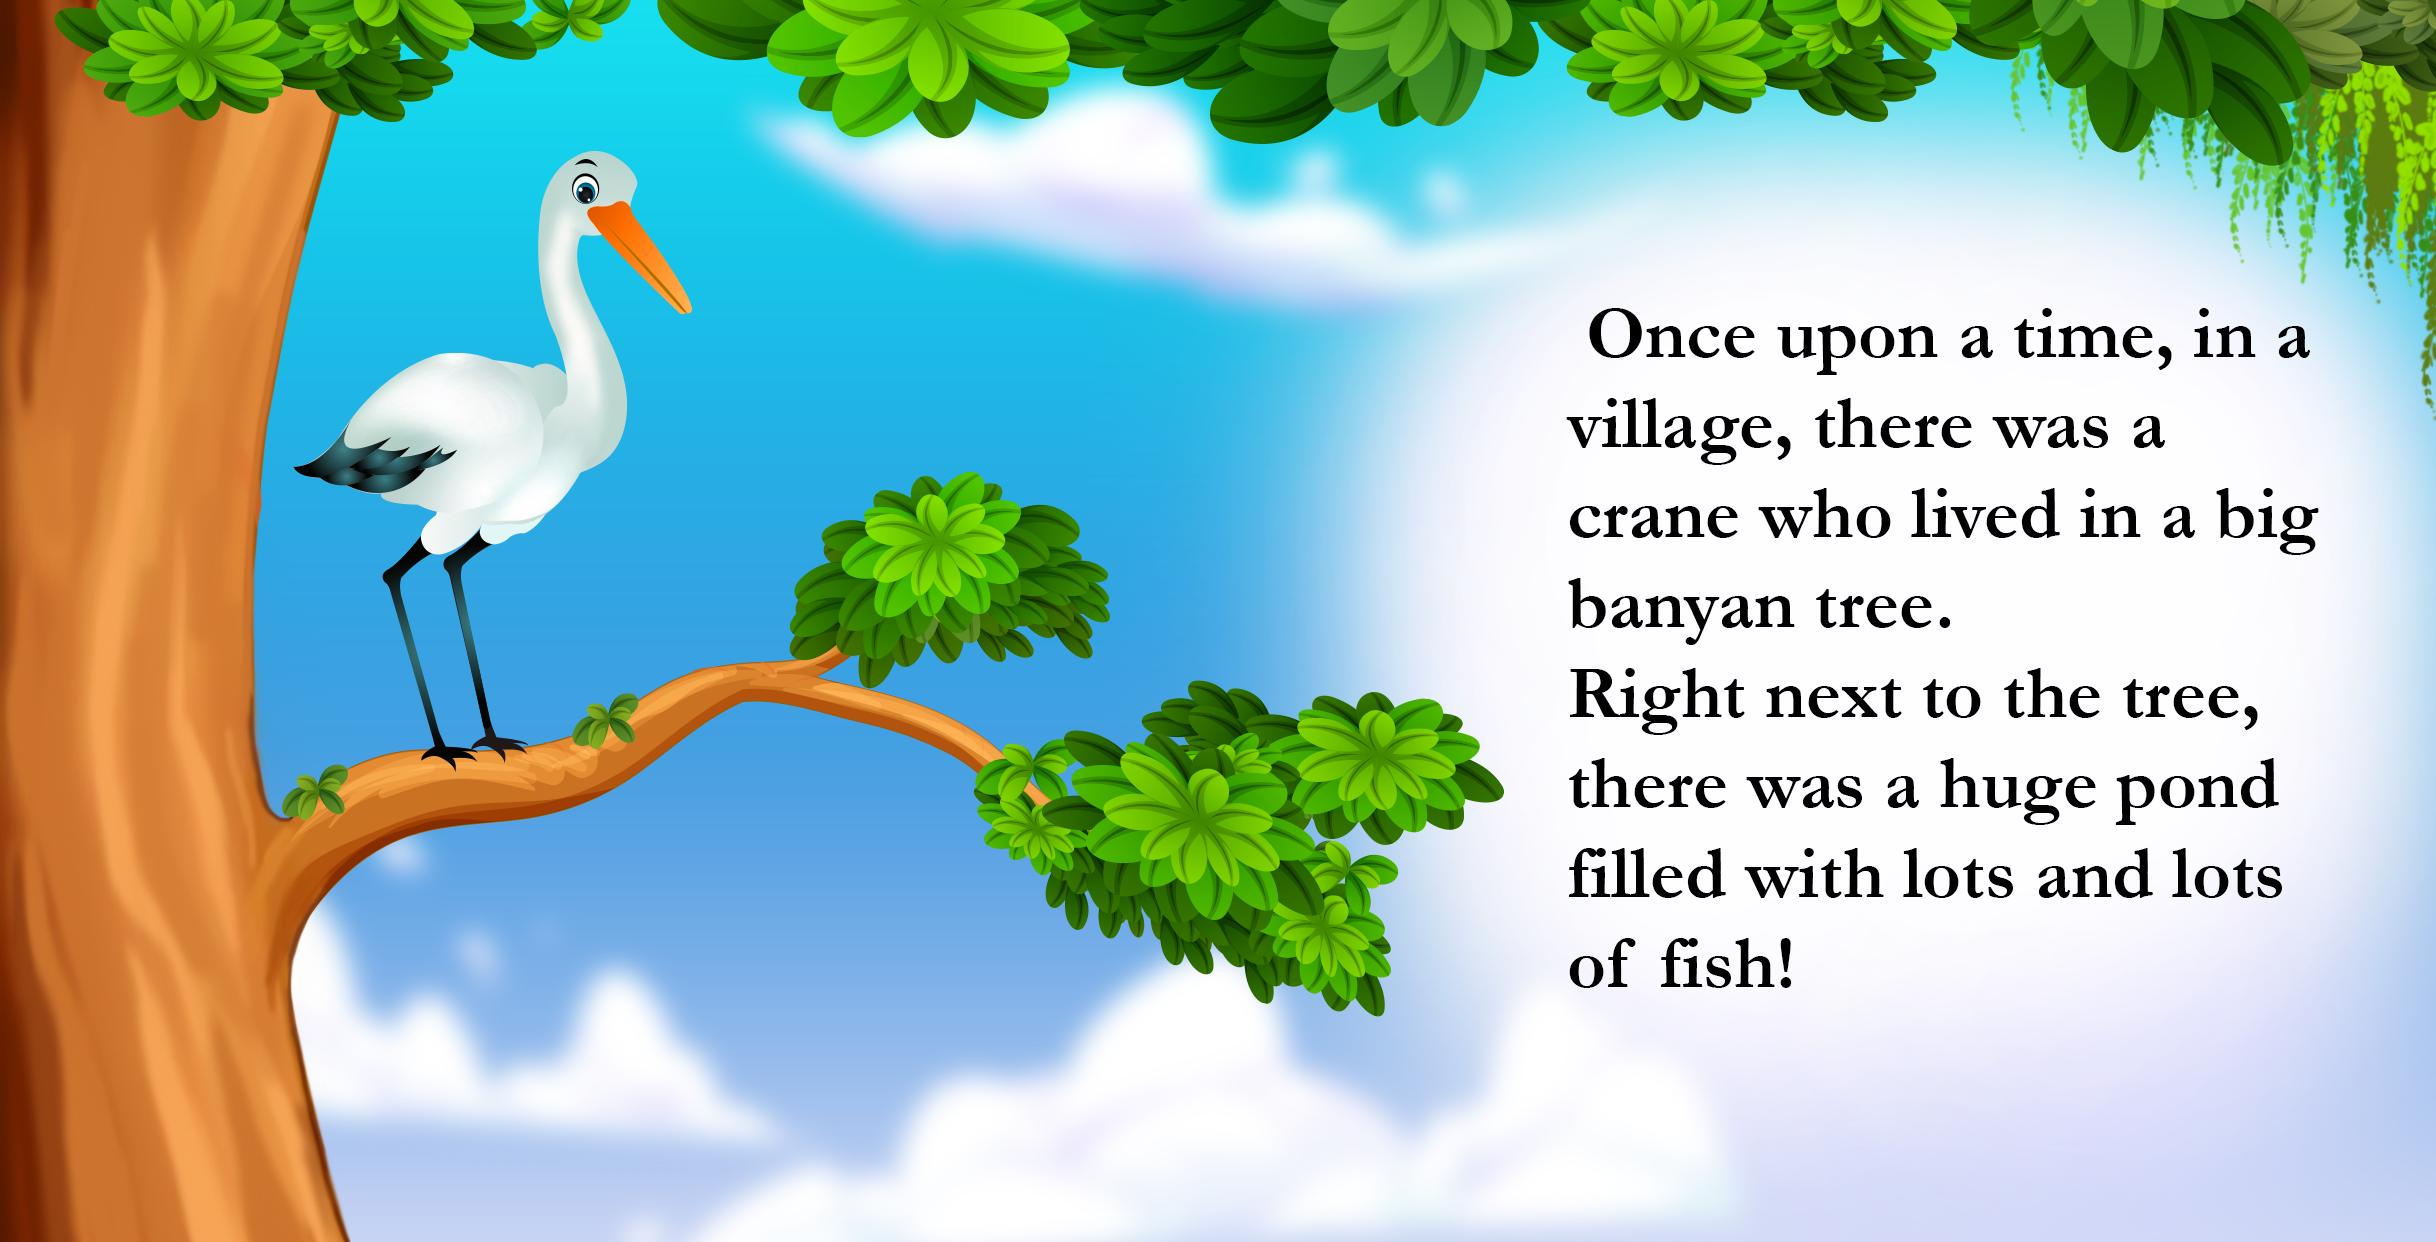 Once upon a time, in a
village, there was a
crane who lived in a big
banyan tree.
Right next to the tree,
there was a huge pond
filled with lots and lots
of fish!